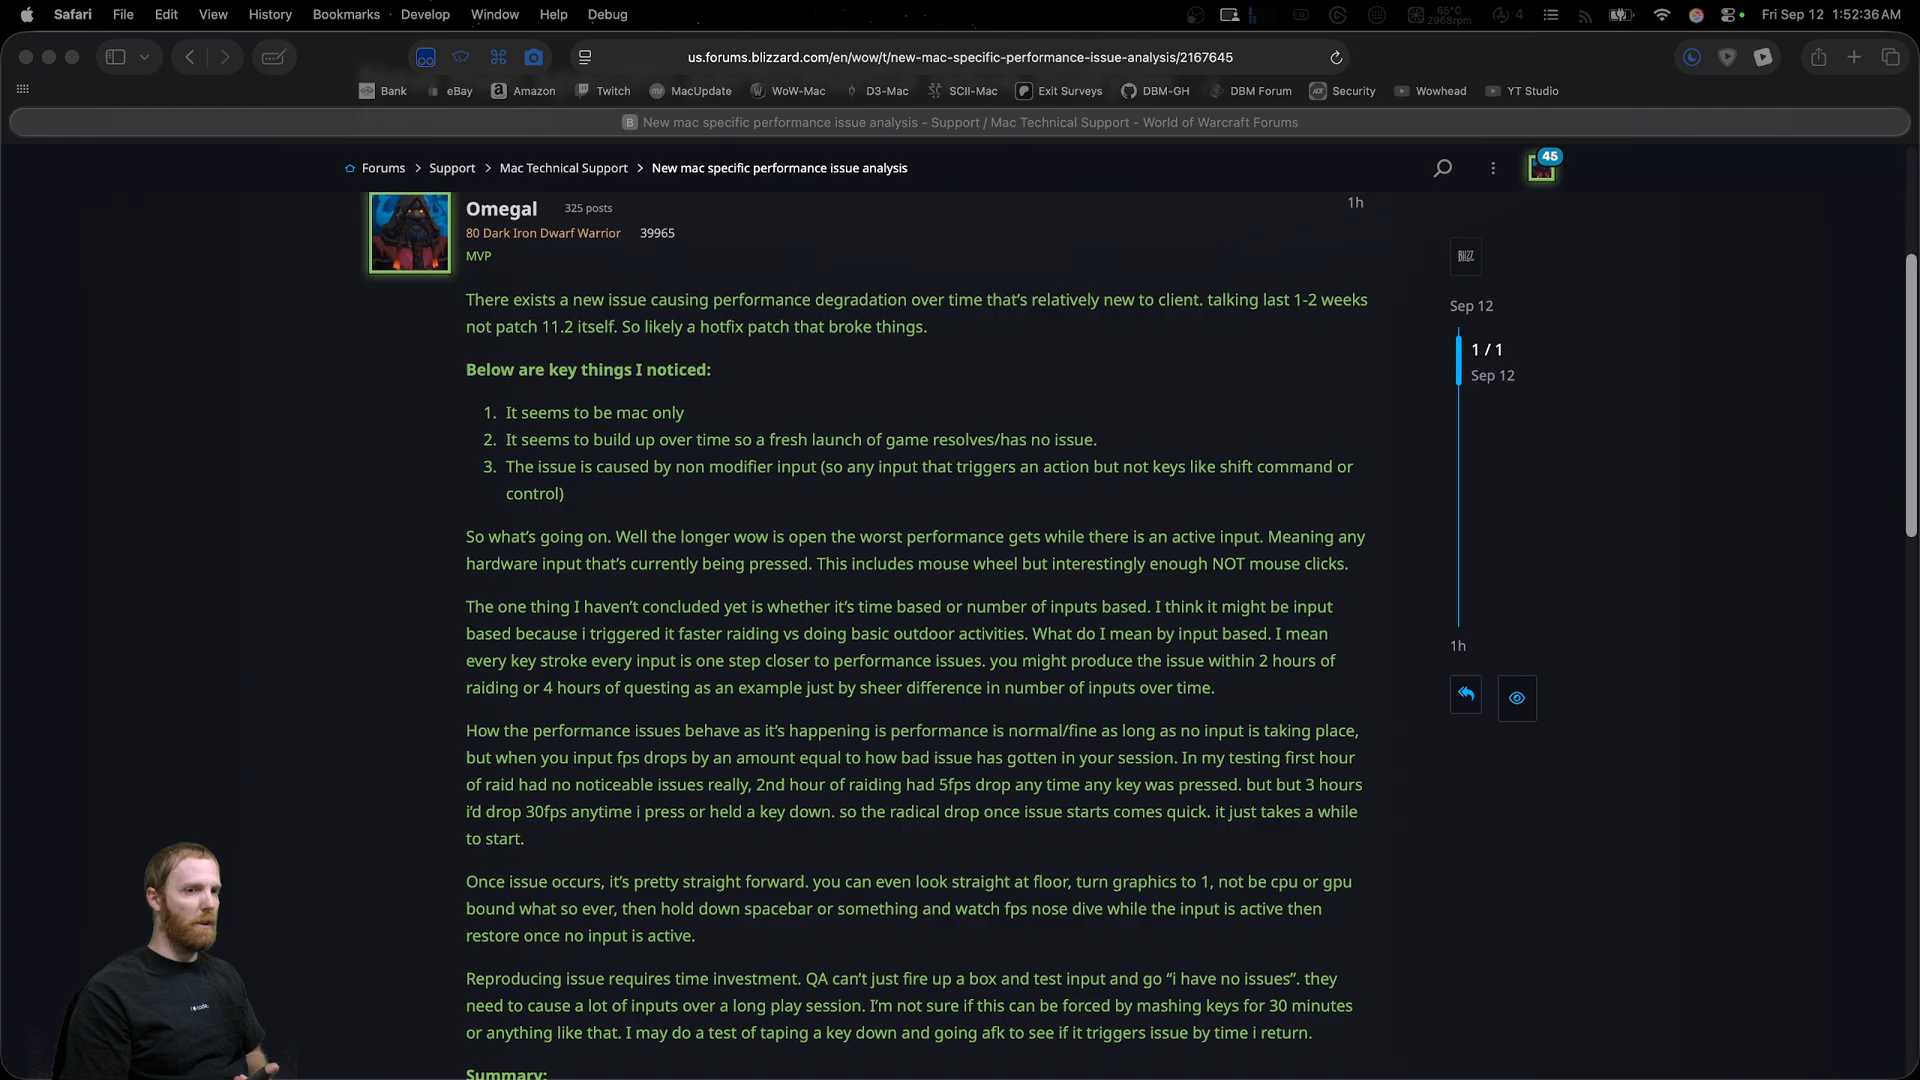 Safari File Edit View History Bookmarks Develop Window Help Debug
65°C
2968rpm
4
Fri Sep 12 1:52:36 AM
us.forums.blizzard.com/en/wow/t/new-mac-specific-performance-issue-analysis/2167645
Bank eBay Amazon Twitch MacUpdate WoW-Mac D3-Mac SCII-Mac Exit Surveys DBM-GH DBM Forum Security Wowhead YT Studio
New mac specific performance issue analysis - Support / Mac Technical Support - World of Warcraft Forums
Forums > Support > Mac Technical Support > New mac specific performance issue analysis
45
Omegal 325 posts
1h
80 Dark Iron Dwarf Warrior 39965
MVP
There exists a new issue causing performance degradation over time that's relatively new to client. talking last 1-2 weeks
not patch 11.2 itself. So likely a hotfix patch that broke things.
Below are key things I noticed:
1. It seems to be mac only
2. It seems to build up over time so a fresh launch of game resolves/has no issue.
3. The issue is caused by non modifier input (so any input that triggers an action but not keys like shift command or
control)
So what's going on. Well the longer wow is open the worst performance gets while there is an active input. Meaning any
hardware input that's currently being pressed. This includes mouse wheel but interestingly enough NOT mouse clicks.
The one thing I haven't concluded yet is whether it's time based or number of inputs based. I think it might be input
based because i triggered it faster raiding vs doing basic outdoor activities. What do I mean by input based. I mean
every key stroke every input is one step closer to performance issues. you might produce the issue within 2 hours of
raiding or 4 hours of questing as an example just by sheer difference in number of inputs over time.
How the performance issues behave as it's happening is performance is normal/fine as long as no input is taking place,
but when you input fps drops by an amount equal to how bad issue has gotten in your session. In my testing first hour
of raid had no noticeable issues really, 2nd hour of raiding had 5fps drop any time any key was pressed. but but 3 hours
i'd drop 30fps anytime i press or held a key down. so the radical drop once issue starts comes quick. it just takes a while
to start.
Once issue occurs, it's pretty straight forward. you can even look straight at floor, turn graphics to 1, not be cpu or gpu
bound what so ever, then hold down spacebar or something and watch fps nose dive while the input is active then
restore once no input is active.
Reproducing issue requires time investment. QA can't just fire up a box and test input and go "i have no issues". they
need to cause a lot of inputs over a long play session. I'm not sure if this can be forced by mashing keys for 30 minutes
or anything like that. I may do a test of taping a key down and going afk to see if it triggers issue by time i return.
Summary:
BLIZZ
Sep 12
1 / 1
Sep 12
1h